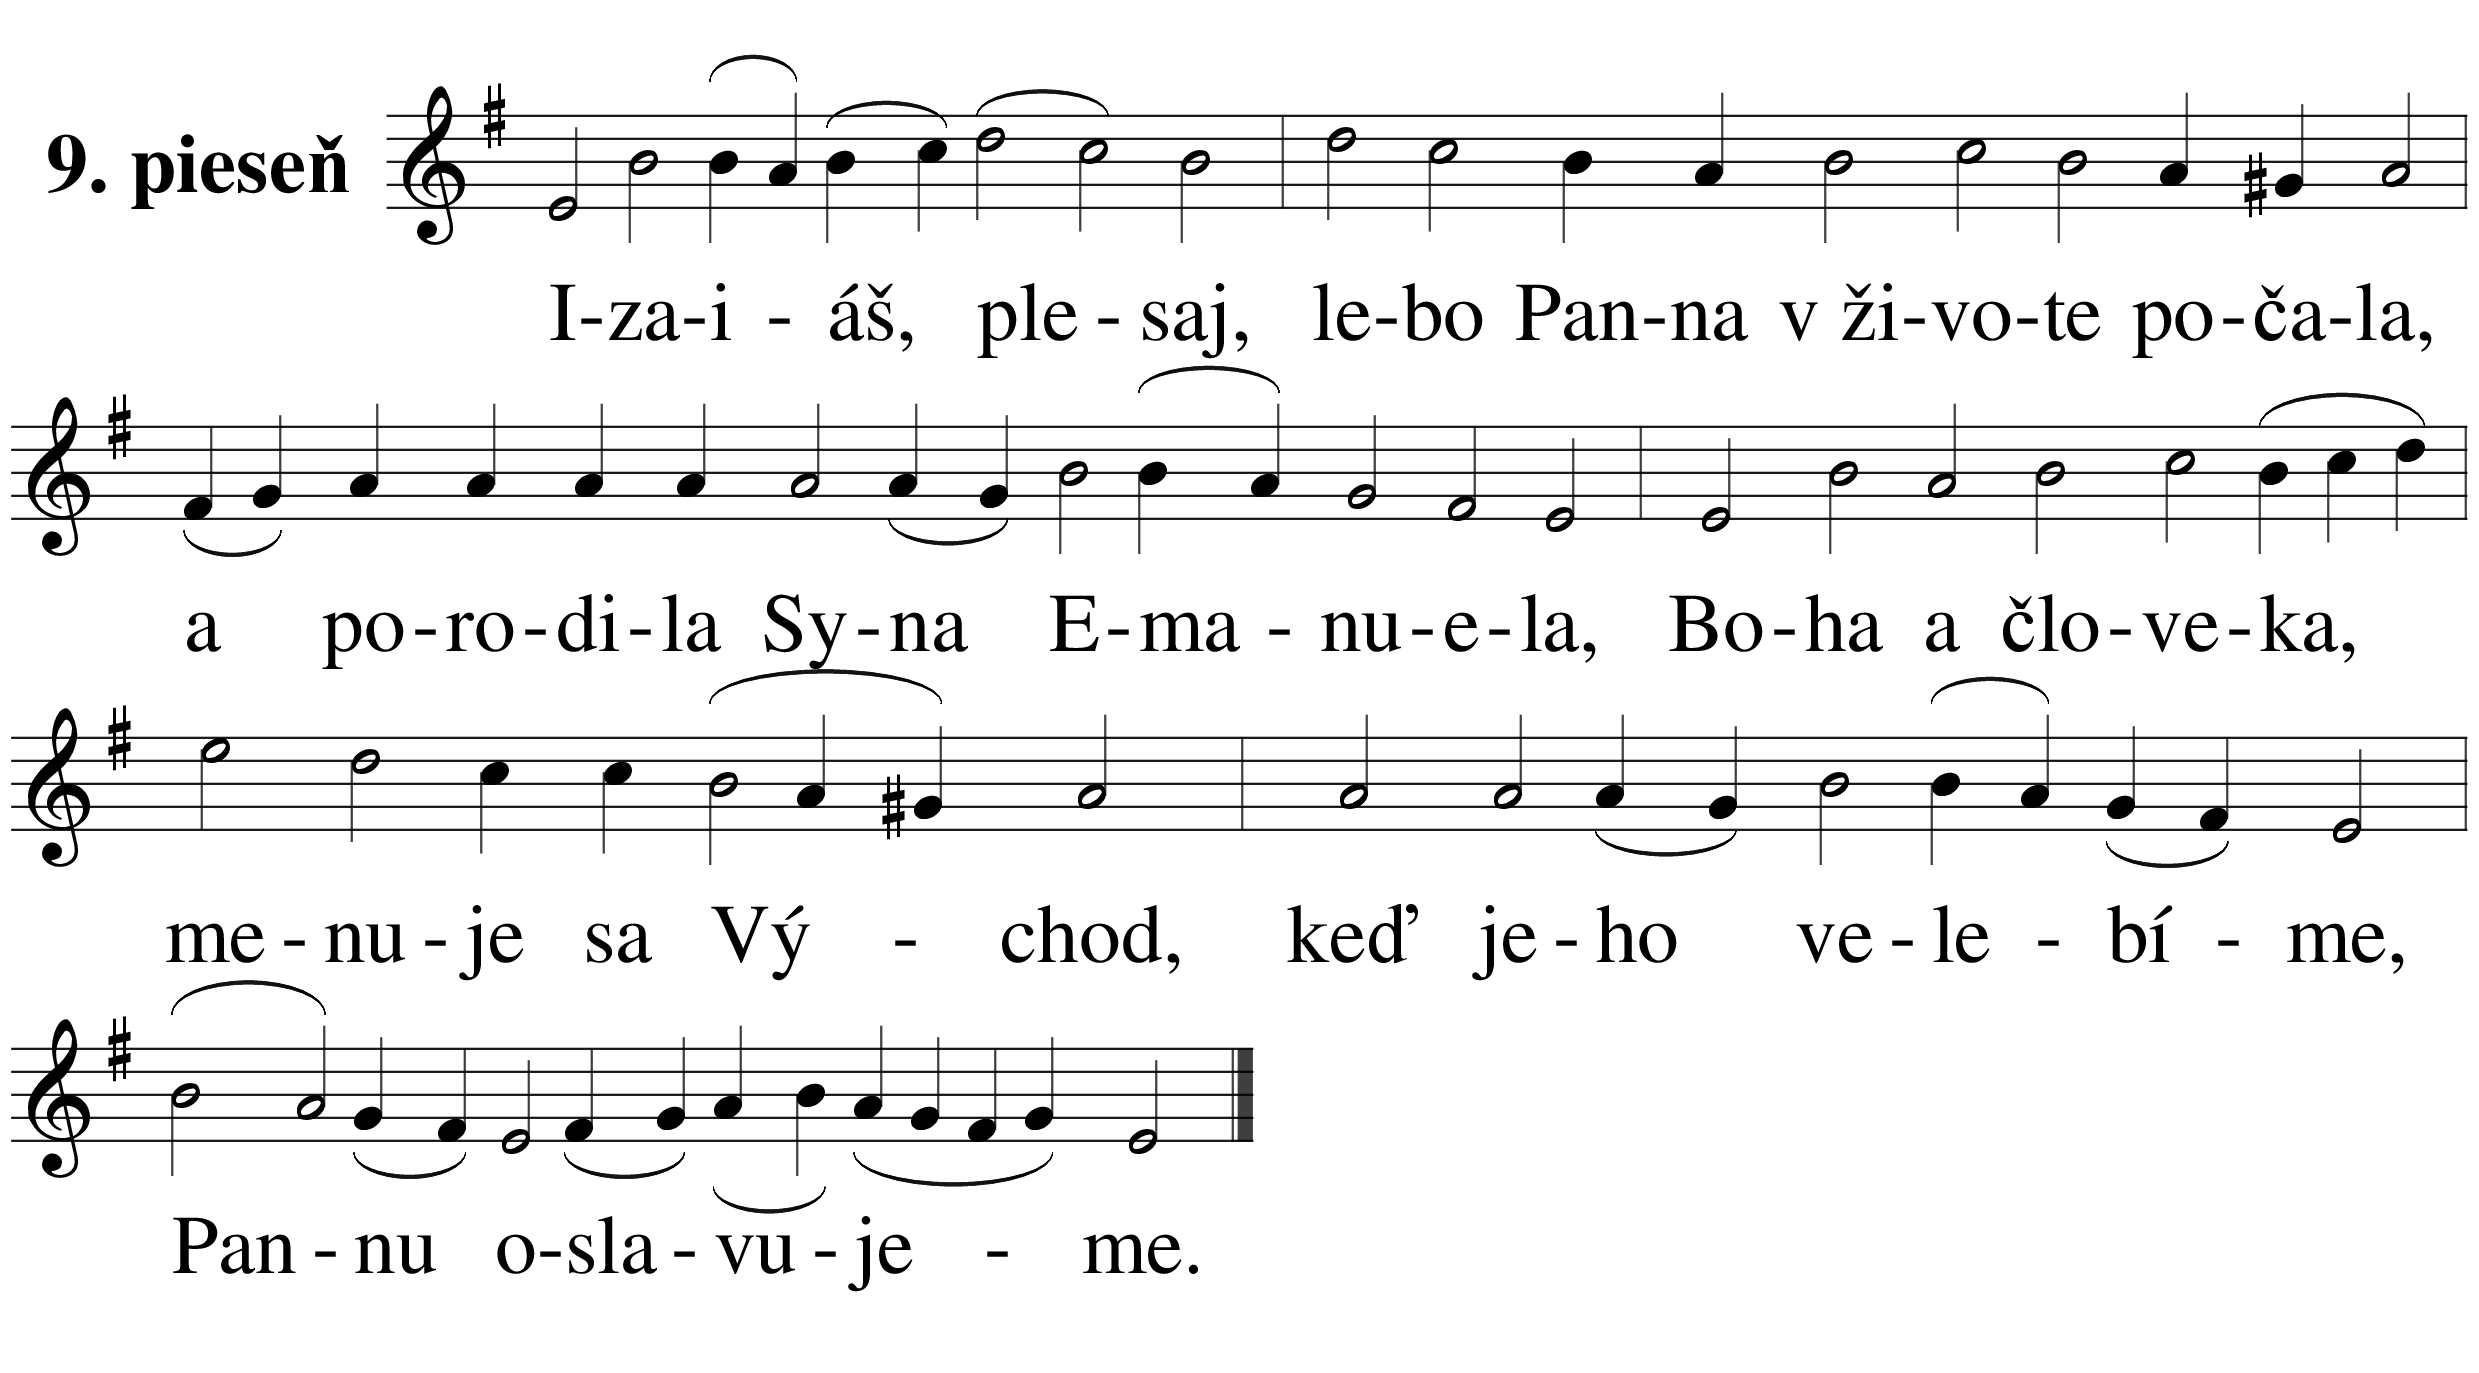 9. pieseň
I-za-i - áš, ple - saj, le-bo Pan-na v ži-vo-te po-ča-la,
a po-ro-di-la Sy-na E-ma - nu-e-la, Bo-ha a člo-ve-ka,
me-nu-je sa Vý - chod, keď je-ho ve-le - bí - me,
Pan-nu o-sla-vu-je - me.